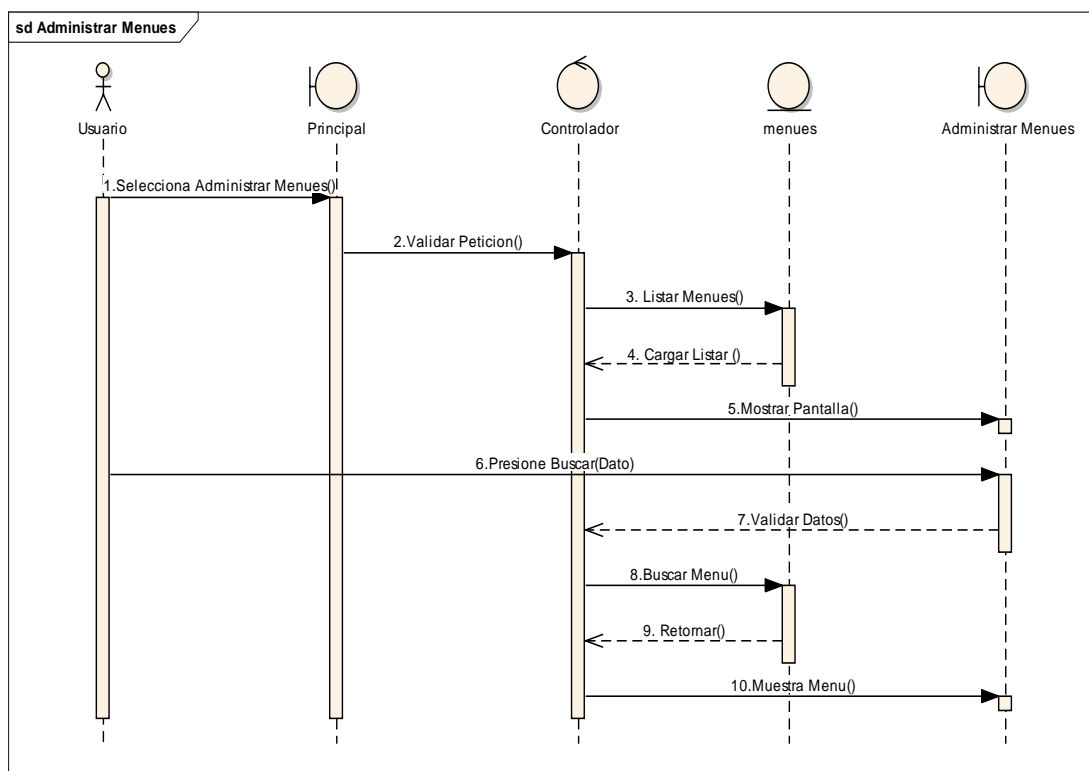 sd Administrar Menues
Usuario
Principal
Controlador
menues
Administrar Menues
1.Selecciona Administrar Menues()
2.Validar Peticion()
3. Listar Menues()
4. Cargar Listar ()
5.Mostrar Pantalla()
6.Presione Buscar(Dato)
7.Validar Datos()
8.Buscar Menu()
9. Retornar()
10.Muestra Menu()